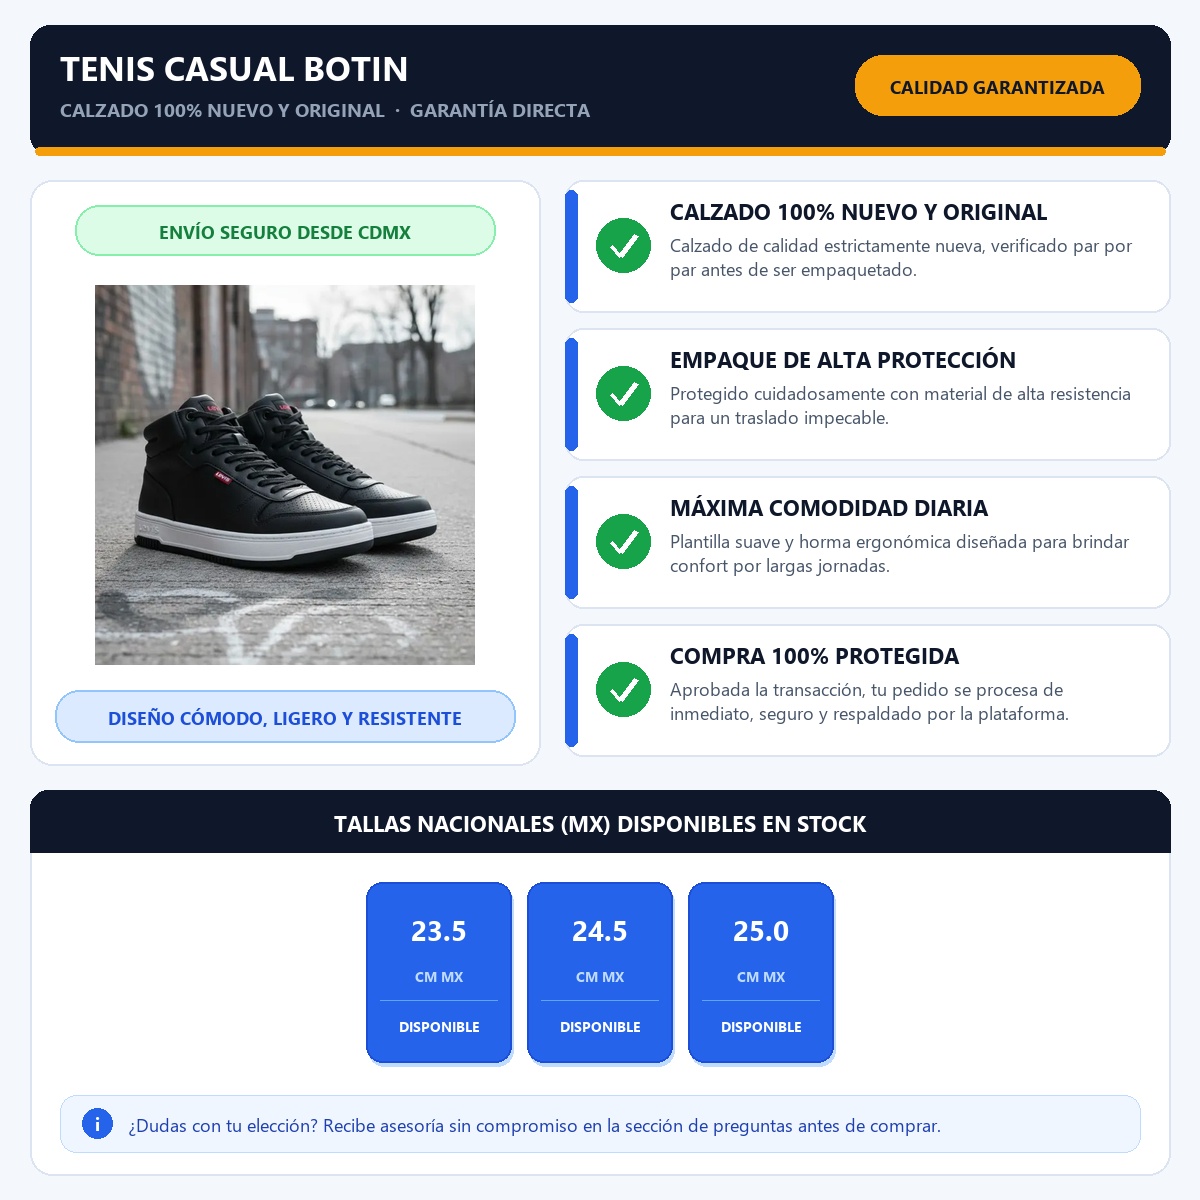 TENIS CASUAL BOTIN
CALZADO 100% NUEVO Y ORIGINAL · GARANTÍA DIRECTA
CALIDAD GARANTIZADA
ENVÍO SEGURO DESDE CDMX
LEVI'S
DISEÑO CÓMODO, LIGERO Y RESISTENTE
CALZADO 100% NUEVO Y ORIGINAL
Calzado de calidad estrictamente nueva, verificado par por
par antes de ser empaquetado.
EMPAQUE DE ALTA PROTECCIÓN
Protegido cuidadosamente con material de alta resistencia
para un traslado impecable.
MÁXIMA COMODIDAD DIARIA
Plantilla suave y horma ergonómica diseñada para brindar
confort por largas jornadas.
COMPRA 100% PROTEGIDA
Aprobada la transacción, tu pedido se procesa de
inmediato, seguro y respaldado por la plataforma.
TALLAS NACIONALES (MX) DISPONIBLES EN STOCK
23.5
CM MX
DISPONIBLE
24.5
CM MX
DISPONIBLE
25.0
CM MX
DISPONIBLE
¿Dudas con tu elección? Recibe asesoría sin compromiso en la sección de preguntas antes de comprar.